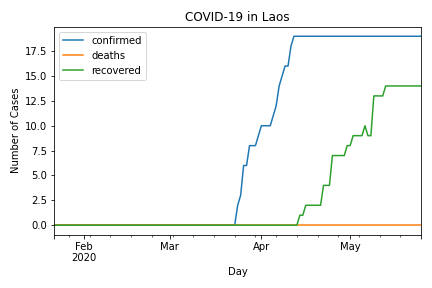 COVID-19 in Laos
confirmed
deaths
recovered
Number of Cases
17.5
15.0
12.5
10.0
7.5
5.0
2.5
0.0
Feb
2020
Mar
Apr
May
Day